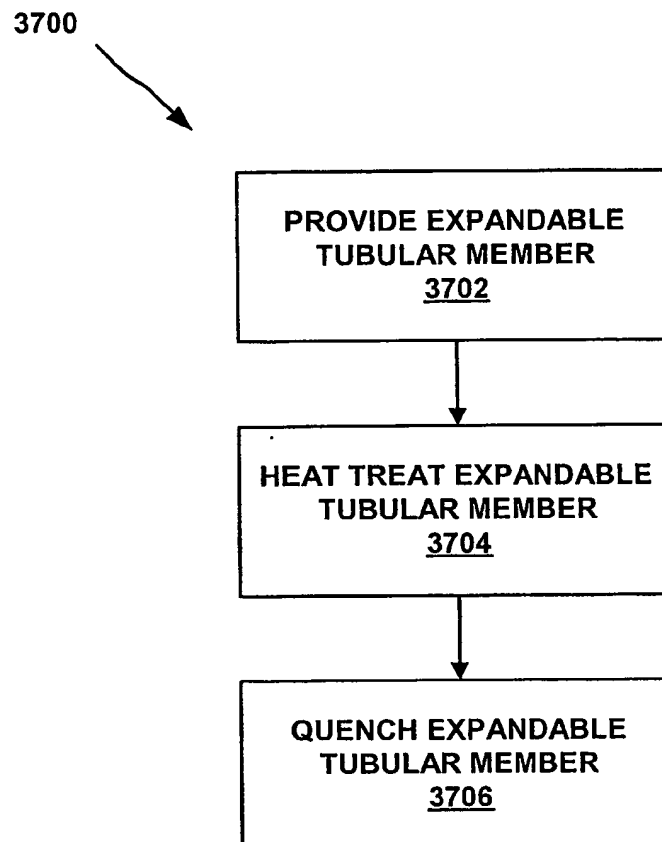 3700
PROVIDE EXPANDABLE
TUBULAR MEMBER
3702
HEAT TREAT EXPANDABLE
TUBULAR MEMBER
3704
QUENCH EXPANDABLE
TUBULAR MEMBER
3706